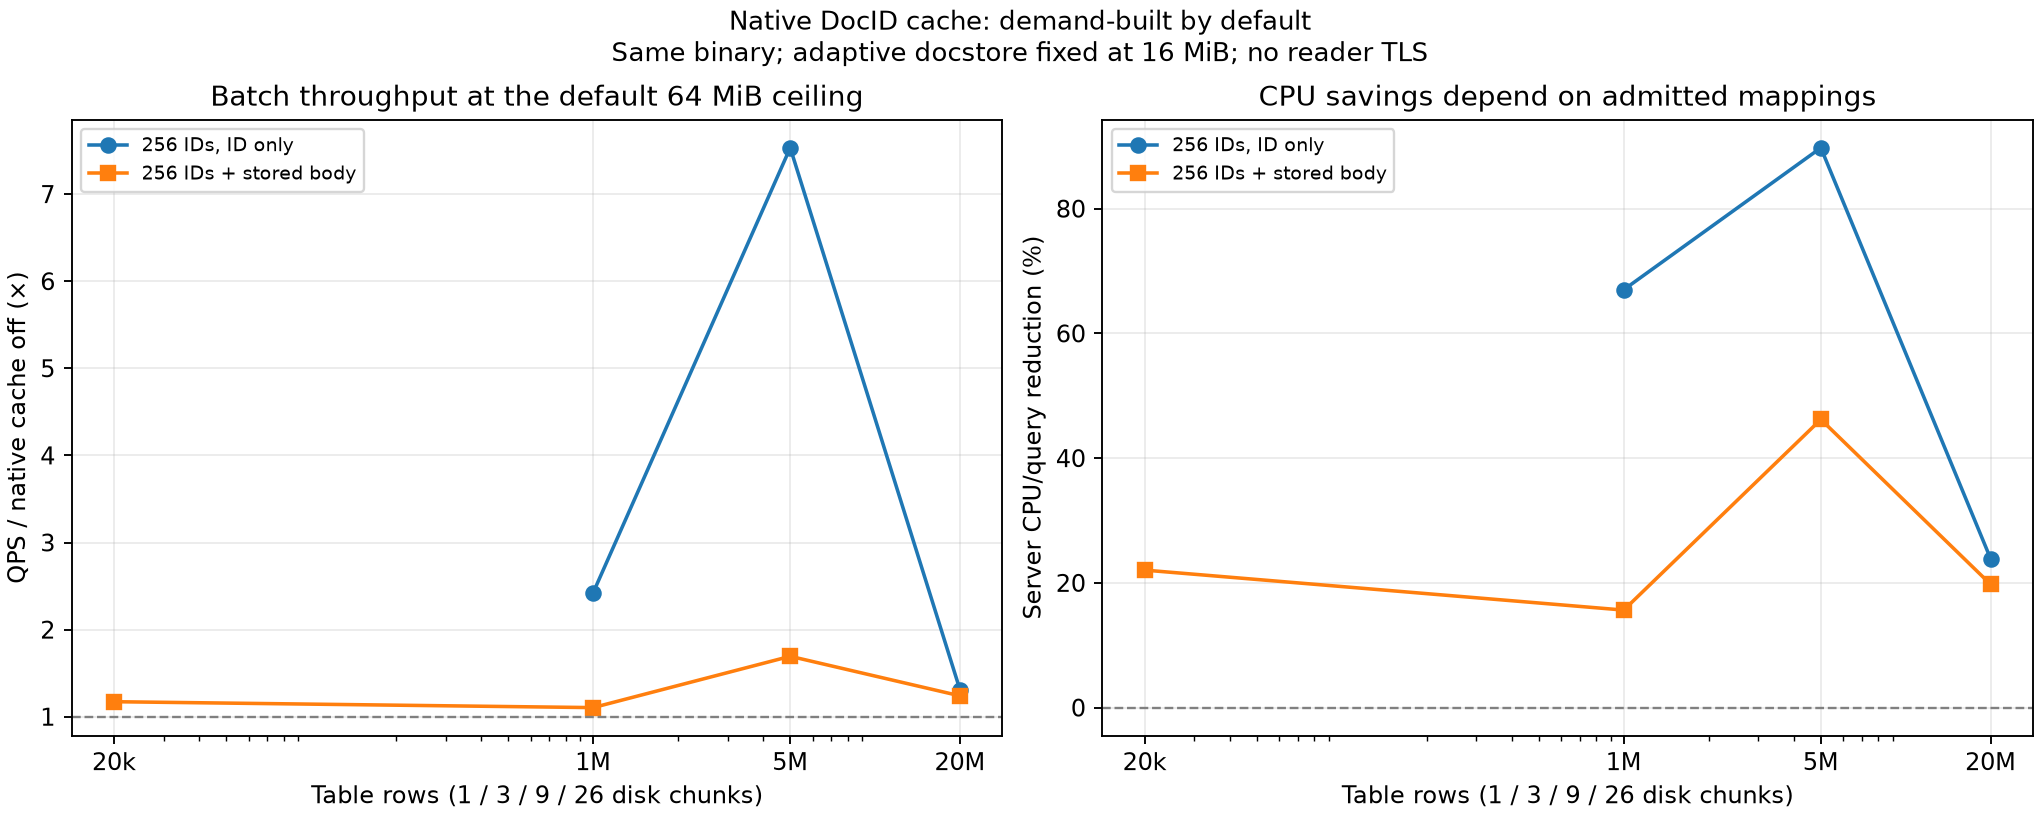 Native DocID cache: demand-built by default
Same binary; adaptive docstore fixed at 16 MiB; no reader TLS
Batch throughput at the default 64 MiB ceiling
256 IDs, ID only
256 IDs + stored body
QPS / native cache off (×)
7
6
5
4
3
2
1
20k
1M
5M
20M
Table rows (1 / 3 / 9 / 26 disk chunks)
CPU savings depend on admitted mappings
256 IDs, ID only
256 IDs + stored body
Server CPU/query reduction (%)
80
60
40
20
0
20k
1M
5M
20M
Table rows (1 / 3 / 9 / 26 disk chunks)